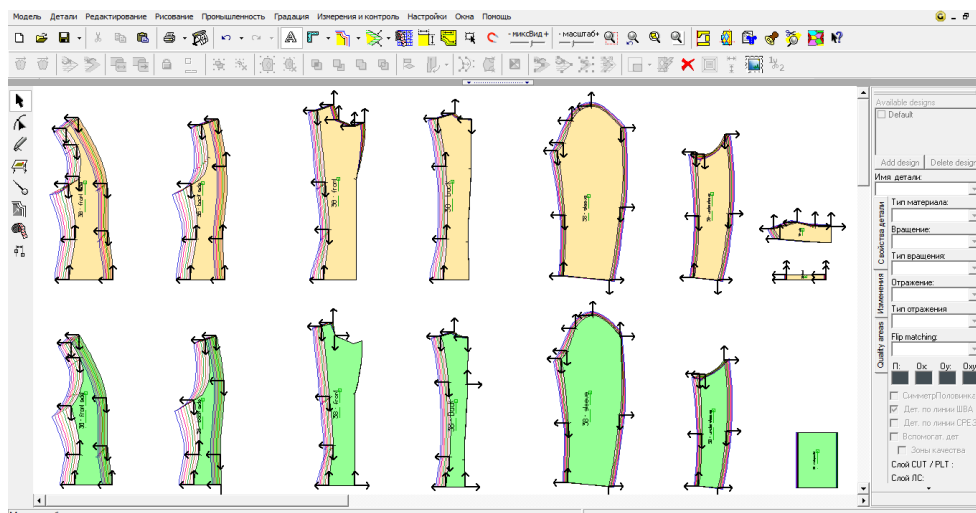 Модель Детали Редактирование Рисование Промышленность Градация Измерения и контроль Настройки Окна Помощь
- миксВид + - масштаб+
Available designs
Default
Add design Delete desig
Имя детали:
Свойства детали
Изменения
Quality areas
Тип материала:
Вращение:
Тип вращения:
Отражение:
Тип отражения
Flip matching:
П: Ох: Оу: Оху
СимметрПоловинка
Дет. по линии ШВА
Дет. по линии СРЕЗ
Вспомогат. дет
Зоны качества
Слой CUT / PLT :
Слой ЛС: